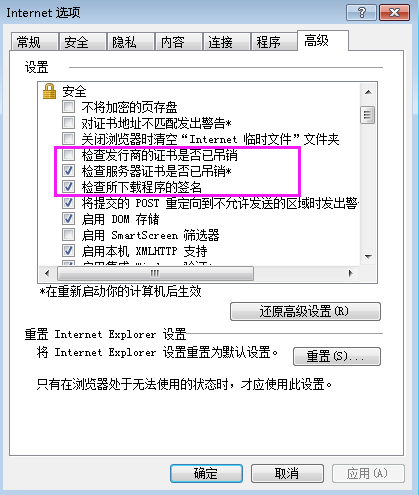 Internet 选项
常规 安全 隐私 内容 连接 程序 高级
设置
安全
不将加密的页存盘
对证书地址不匹配发出警告*
关闭浏览器时清空“Internet 临时文件”文件夹
检查发行商的证书是否已吊销
检查服务器证书是否已吊销*
检查所下载程序的签名
将提交的 POST 重定向到不允许发送的区域时发出警
启用 DOM 存储
启用 SmartScreen 筛选器
启用本机 XMLHTTP 支持
*在重新启动你的计算机后生效
还原高级设置(R)
重置 Internet Explorer 设置
将 Internet Explorer 设置重置为默认设置。 重置(S)...
只有在浏览器处于无法使用的状态时，才应使用此设置。
确定 取消 应用(A)